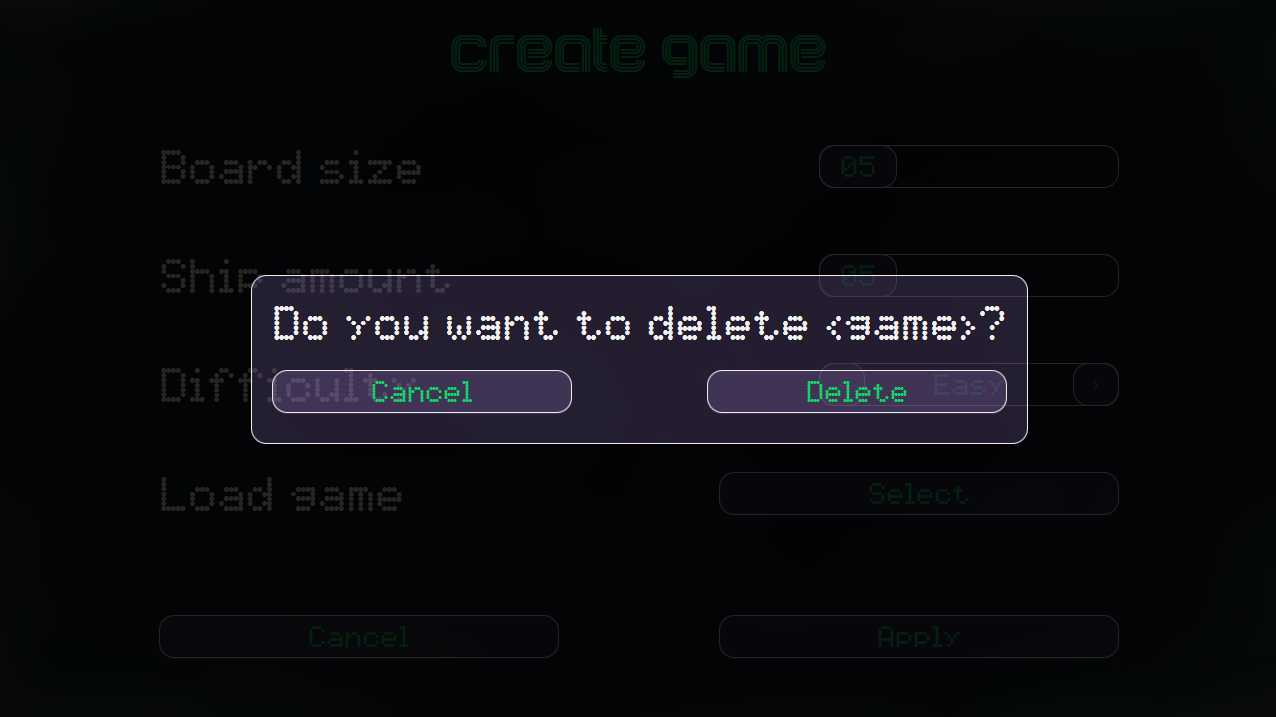 create game
Board size
05
Ship amount
05
Do you want to delete <game>?
Difficulty
Easy
>
Cancel
Delete
Load game
Select
Cancel
Apply